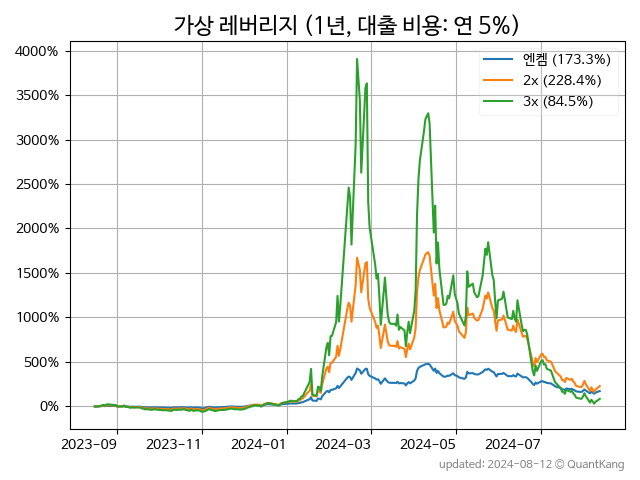 가상 레버리지 (1년, 대출 비용: 연 5%)
4000%
3500%
3000%
2500%
2000%
1500%
1000%
500%
0%
엔켐 (173.3%)
2x (228.4%)
3x (84.5%)
2023-09 2023-11 2024-01 2024-03 2024-05 2024-07
updated: 2024-08-12 © QuantKang